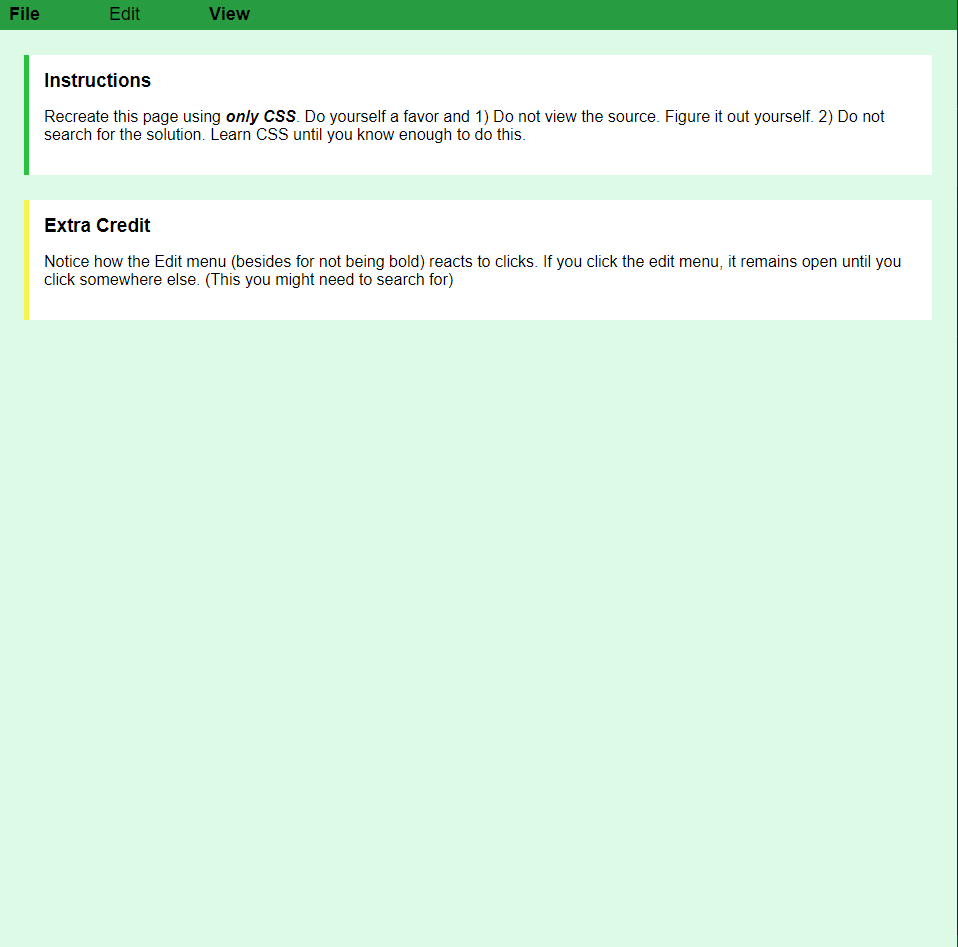 File Edit View
Instructions
Recreate this page using only CSS. Do yourself a favor and 1) Do not view the source. Figure it out yourself. 2) Do not
search for the solution. Learn CSS until you know enough to do this.
Extra Credit
Notice how the Edit menu (besides for not being bold) reacts to clicks. If you click the edit menu, it remains open until you
click somewhere else. (This you might need to search for)